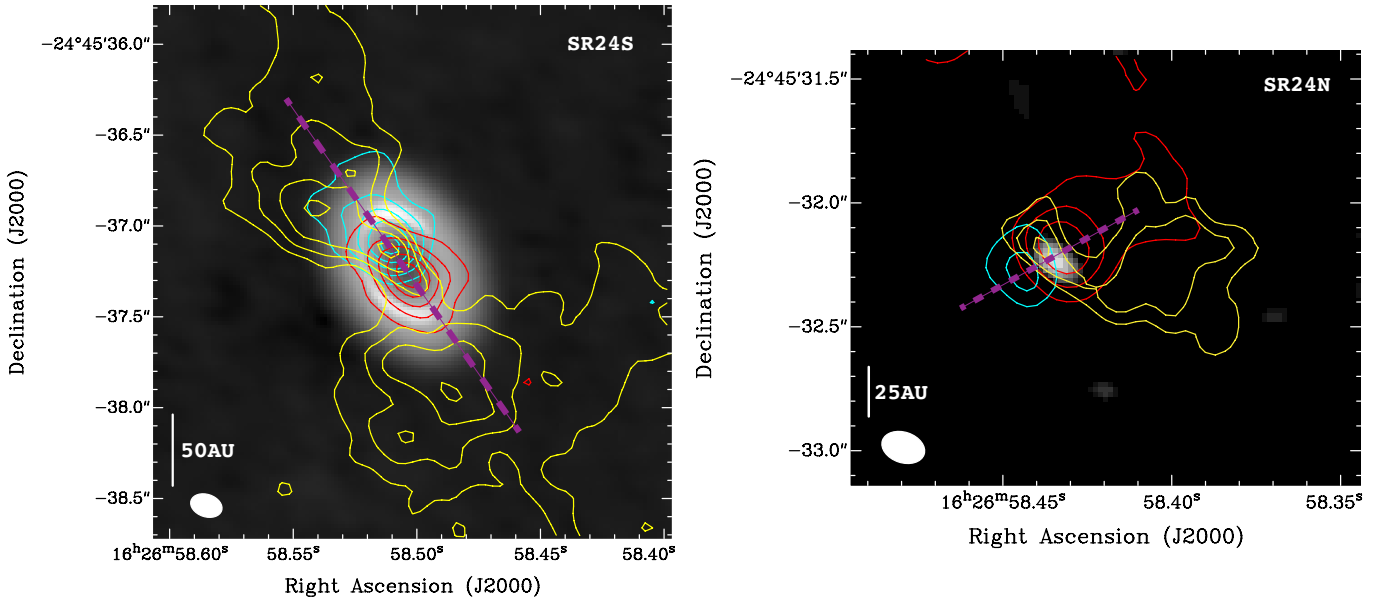 SR24S
−24°45′36.0″
−36.5″
−37.0″
−37.5″
−38.0″
−38.5″
Declination (J2000)
50AU
16ʰ26ᵐ58.60ˢ
58.55ˢ
58.50ˢ
58.45ˢ
58.40ˢ
Right Ascension (J2000)
SR24N
−24°45′31.5″
−32.0″
−32.5″
−33.0″
Declination (J2000)
25AU
16ʰ26ᵐ58.45ˢ
58.40ˢ
58.35ˢ
Right Ascension (J2000)